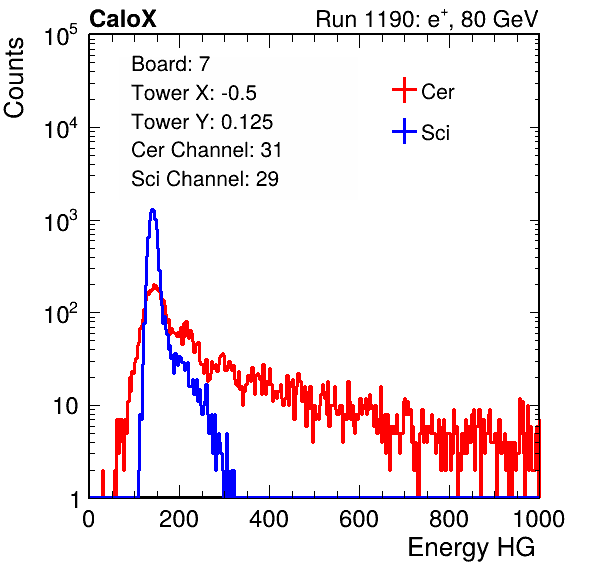 CaloX Run 1190: e⁺, 80 GeV
Counts
10⁵
10⁴
10³
10²
10
1
Board: 7
Tower X: -0.5
Tower Y: 0.125
Cer Channel: 31
Sci Channel: 29
Cer
Sci
0 200 400 600 800 1000
Energy HG